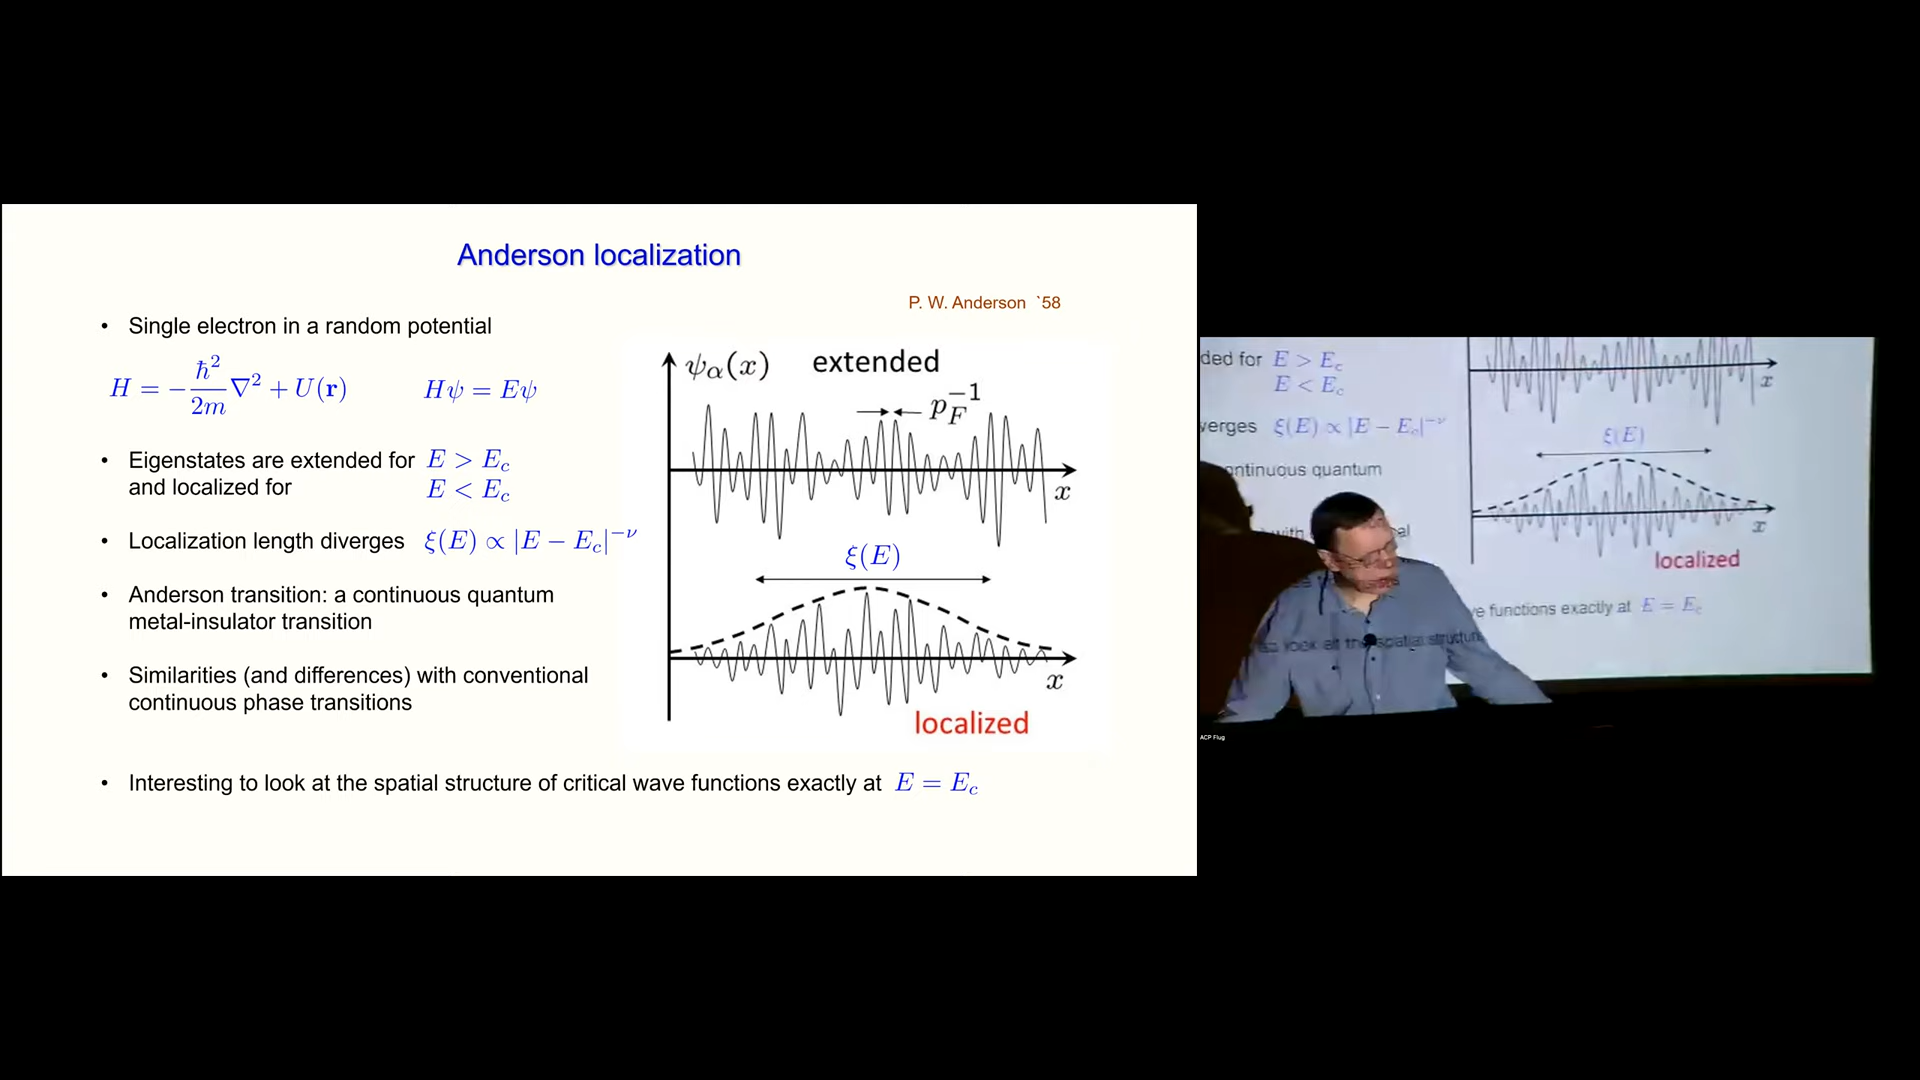 Anderson localization
P. W. Anderson `58
• Single electron in a random potential
H = −ħ²/2m ∇² + U(r)    Hψ = Eψ
• Eigenstates are extended for E > E_c
and localized for E < E_c
• Localization length diverges ξ(E) ∝ |E − E_c|^−ν
• Anderson transition: a continuous quantum
metal-insulator transition
• Similarities (and differences) with conventional
continuous phase transitions
• Interesting to look at the spatial structure of critical wave functions exactly at E = E_c
ψ_α(x) extended
p_F^−1
x
ξ(E)
x
localized
ded for E > E_c
E < E_c
verges ξ(E) ∝ |E − E_c|^−ν
ontinuous quantum
with
x
ξ(E)
x
localized
ve functions exactly at E = E_c
look at the spatial structur
ACP Flug